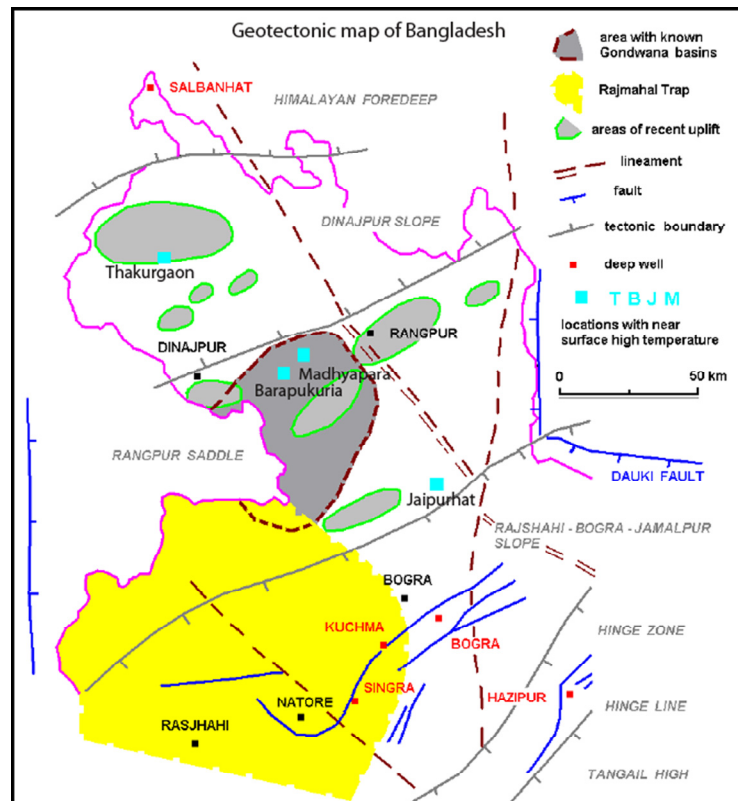 Geotectonic map of Bangladesh
area with known
Gondwana basins
Rajmahal Trap
areas of recent uplift
lineament
fault
tectonic boundary
deep well
T B J M
locations with near
surface high temperature
0 50 km
SALBANHAT
HIMALAYAN FOREDEEP
DINAJPUR SLOPE
Thakurgaon
RANGPUR
DINAJPUR
Madhyapara
Barapukuria
RANGPUR SADDLE
DAUKI FAULT
Jaipurhat
RAJSHAHI - BOGRA - JAMALPUR
SLOPE
BOGRA
KUCHMA
BOGRA
HINGE ZONE
SINGRA
HAZIPUR
NATORE
HINGE LINE
RASJHAHI
TANGAIL HIGH